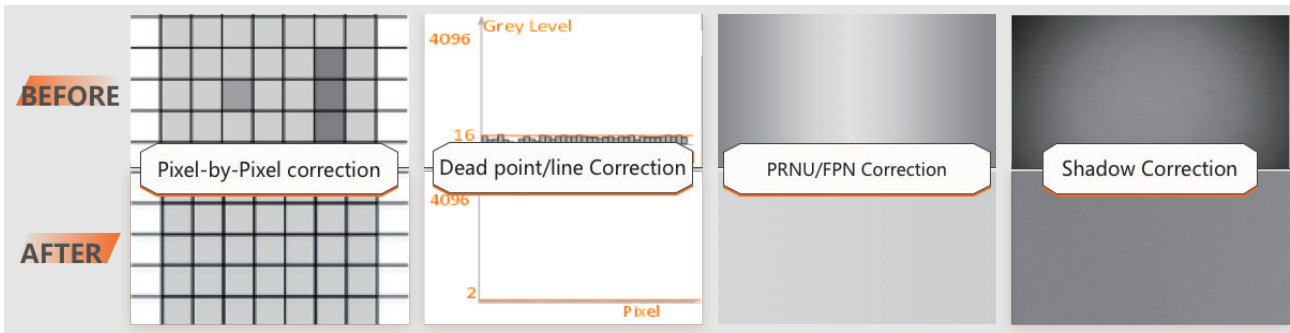 BEFORE
Grey Level
4096
16
Pixel-by-Pixel correction
Dead point/line Correction
PRNU/FPN Correction
Shadow Correction
4096
AFTER
2
Pixel